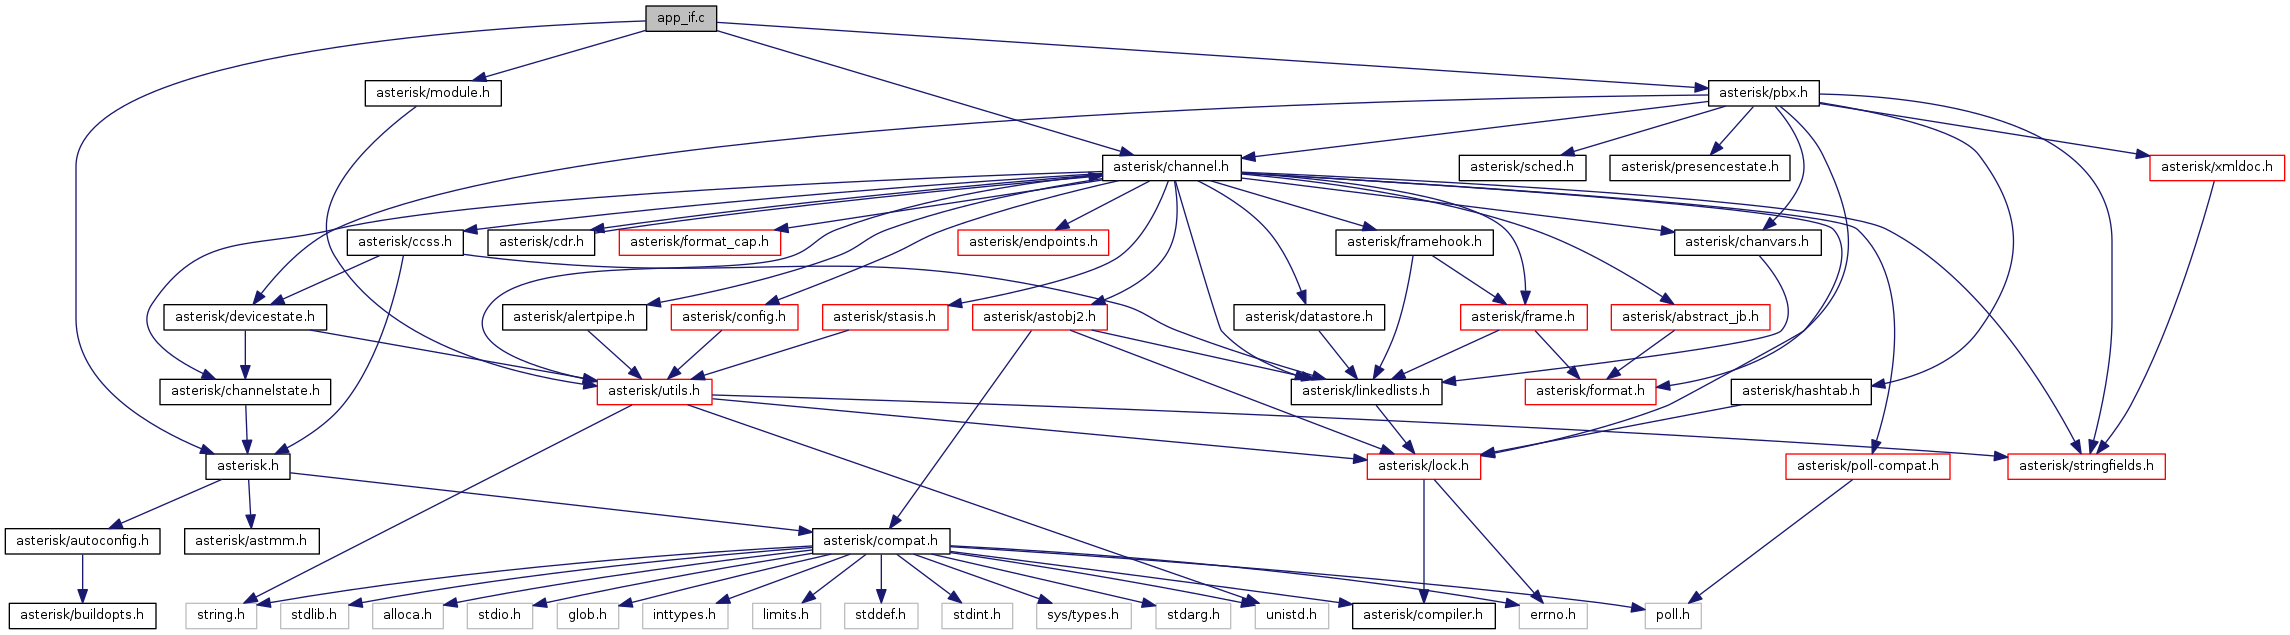 app_if.c
asterisk/module.h
asterisk/pbx.h
asterisk/channel.h
asterisk/sched.h
asterisk/presencestate.h
asterisk/xmldoc.h
asterisk/ccss.h
asterisk/cdr.h
asterisk/format_cap.h
asterisk/endpoints.h
asterisk/framehook.h
asterisk/chanvars.h
asterisk/devicestate.h
asterisk/alertpipe.h
asterisk/config.h
asterisk/stasis.h
asterisk/astobj2.h
asterisk/datastore.h
asterisk/frame.h
asterisk/abstract_jb.h
asterisk/channelstate.h
asterisk/utils.h
asterisk/linkedlists.h
asterisk/format.h
asterisk/hashtab.h
asterisk.h
asterisk/lock.h
asterisk/poll-compat.h
asterisk/stringfields.h
asterisk/autoconfig.h
asterisk/astmm.h
asterisk/compat.h
asterisk/buildopts.h
string.h
stdlib.h
alloca.h
stdio.h
glob.h
inttypes.h
limits.h
stddef.h
stdint.h
sys/types.h
stdarg.h
unistd.h
asterisk/compiler.h
errno.h
poll.h